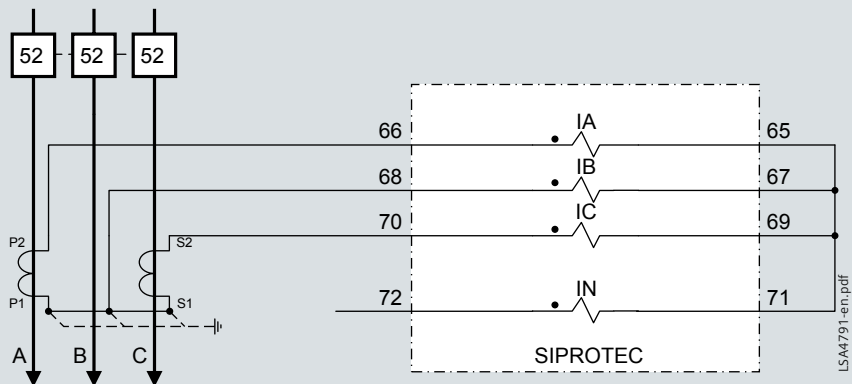 52 52 52
IA
66 65
IB
68 67
IC
70 69
P2 S2
IN
P1 S1 72 71
A B C
SIPROTEC
LSA4791-en.pdf